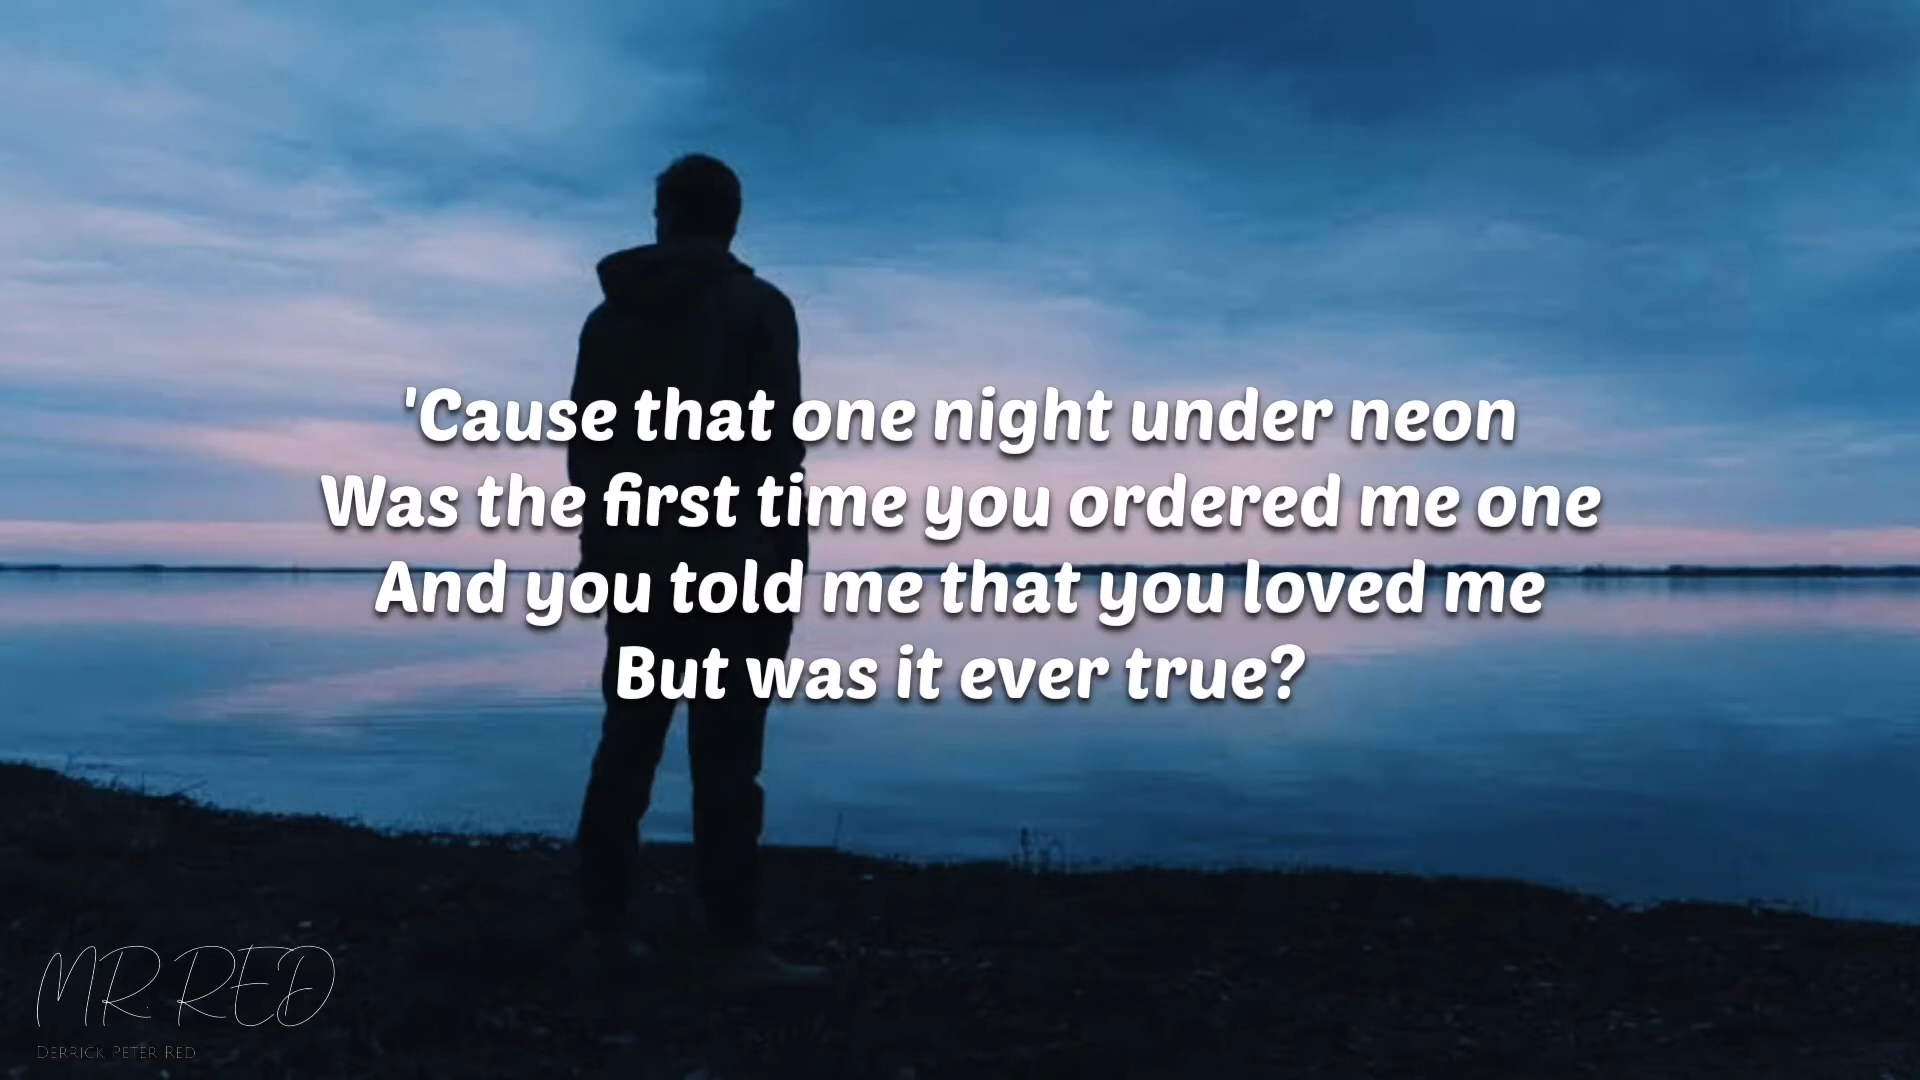 'Cause that one night under neon
Was the first time you ordered me one
And you told me that you loved me
But was it ever true?
MR. RED
DERRICK PETER RED